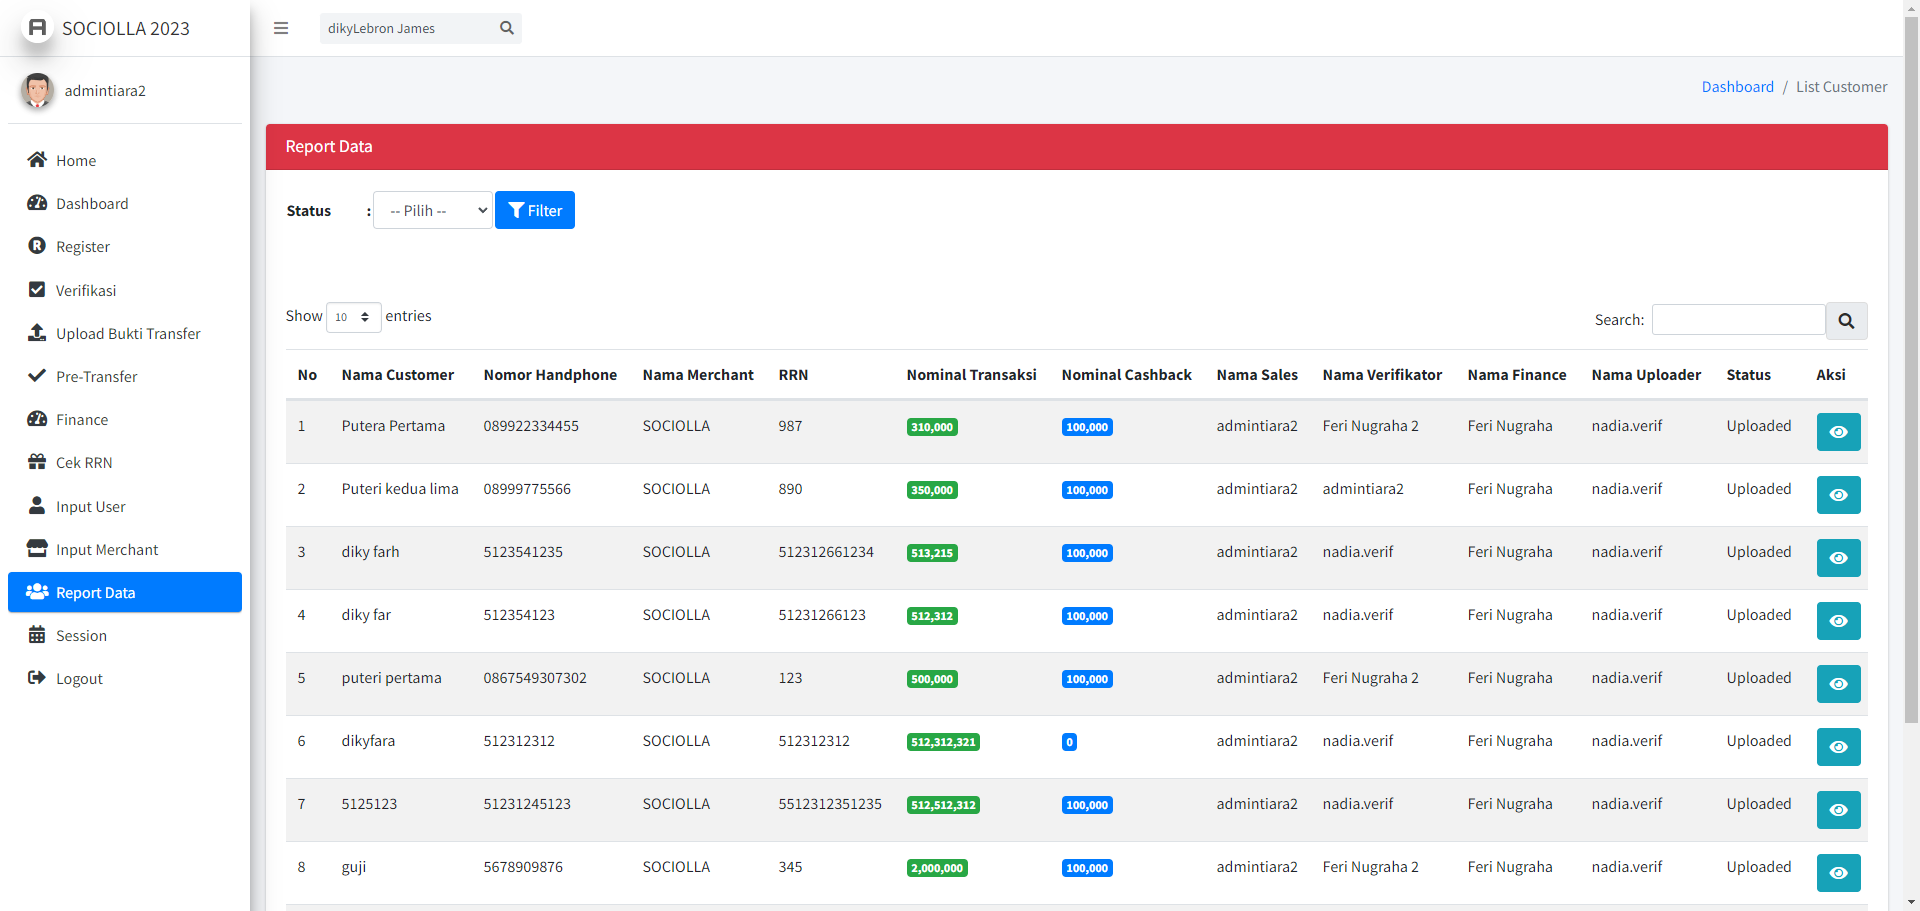 SOCIOLLA 2023
dikyLebron James
admintiara2
Dashboard / List Customer
Home
Dashboard
Register
Verifikasi
Upload Bukti Transfer
Pre-Transfer
Finance
Cek RRN
Input User
Input Merchant
Report Data
Session
Logout
Report Data
Status : -- Pilih -- Filter
Show 10 entries
Search:
No Nama Customer Nomor Handphone Nama Merchant RRN Nominal Transaksi Nominal Cashback Nama Sales Nama Verifikator Nama Finance Nama Uploader Status Aksi
1 Putera Pertama 089922334455 SOCIOLLA 987 310,000 100,000 admintiara2 Feri Nugraha 2 Feri Nugraha nadia.verif Uploaded
2 Puteri kedua lima 08999775566 SOCIOLLA 890 350,000 100,000 admintiara2 admintiara2 Feri Nugraha nadia.verif Uploaded
3 diky farh 5123541235 SOCIOLLA 512312661234 513,215 100,000 admintiara2 nadia.verif Feri Nugraha nadia.verif Uploaded
4 diky far 512354123 SOCIOLLA 51231266123 512,312 100,000 admintiara2 nadia.verif Feri Nugraha nadia.verif Uploaded
5 puteri pertama 0867549307302 SOCIOLLA 123 500,000 100,000 admintiara2 Feri Nugraha 2 Feri Nugraha nadia.verif Uploaded
6 dikyfara 512312312 SOCIOLLA 512312312 512,312,321 0 admintiara2 nadia.verif Feri Nugraha nadia.verif Uploaded
7 5125123 51231245123 SOCIOLLA 5512312351235 512,512,312 100,000 admintiara2 nadia.verif Feri Nugraha nadia.verif Uploaded
8 guji 5678909876 SOCIOLLA 345 2,000,000 100,000 admintiara2 Feri Nugraha 2 Feri Nugraha nadia.verif Uploaded